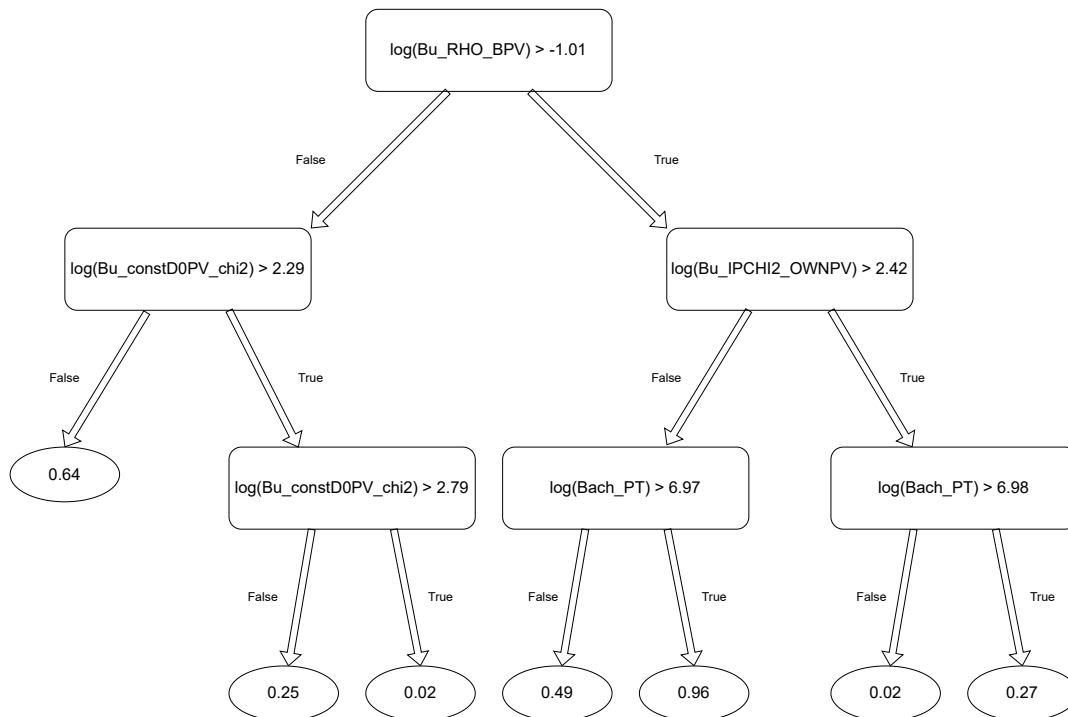 log(Bu_RHO_BPV) > -1.01
False
True
log(Bu_constD0PV_chi2) > 2.29
log(Bu_IPCHI2_OWNPV) > 2.42
False
True
False
True
0.64
log(Bu_constD0PV_chi2) > 2.79
log(Bach_PT) > 6.97
log(Bach_PT) > 6.98
False
True
False
True
False
True
0.25
0.02
0.49
0.96
0.02
0.27